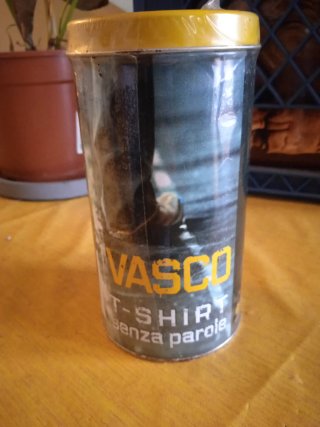 VASCO
T-SHIRT
senza parole